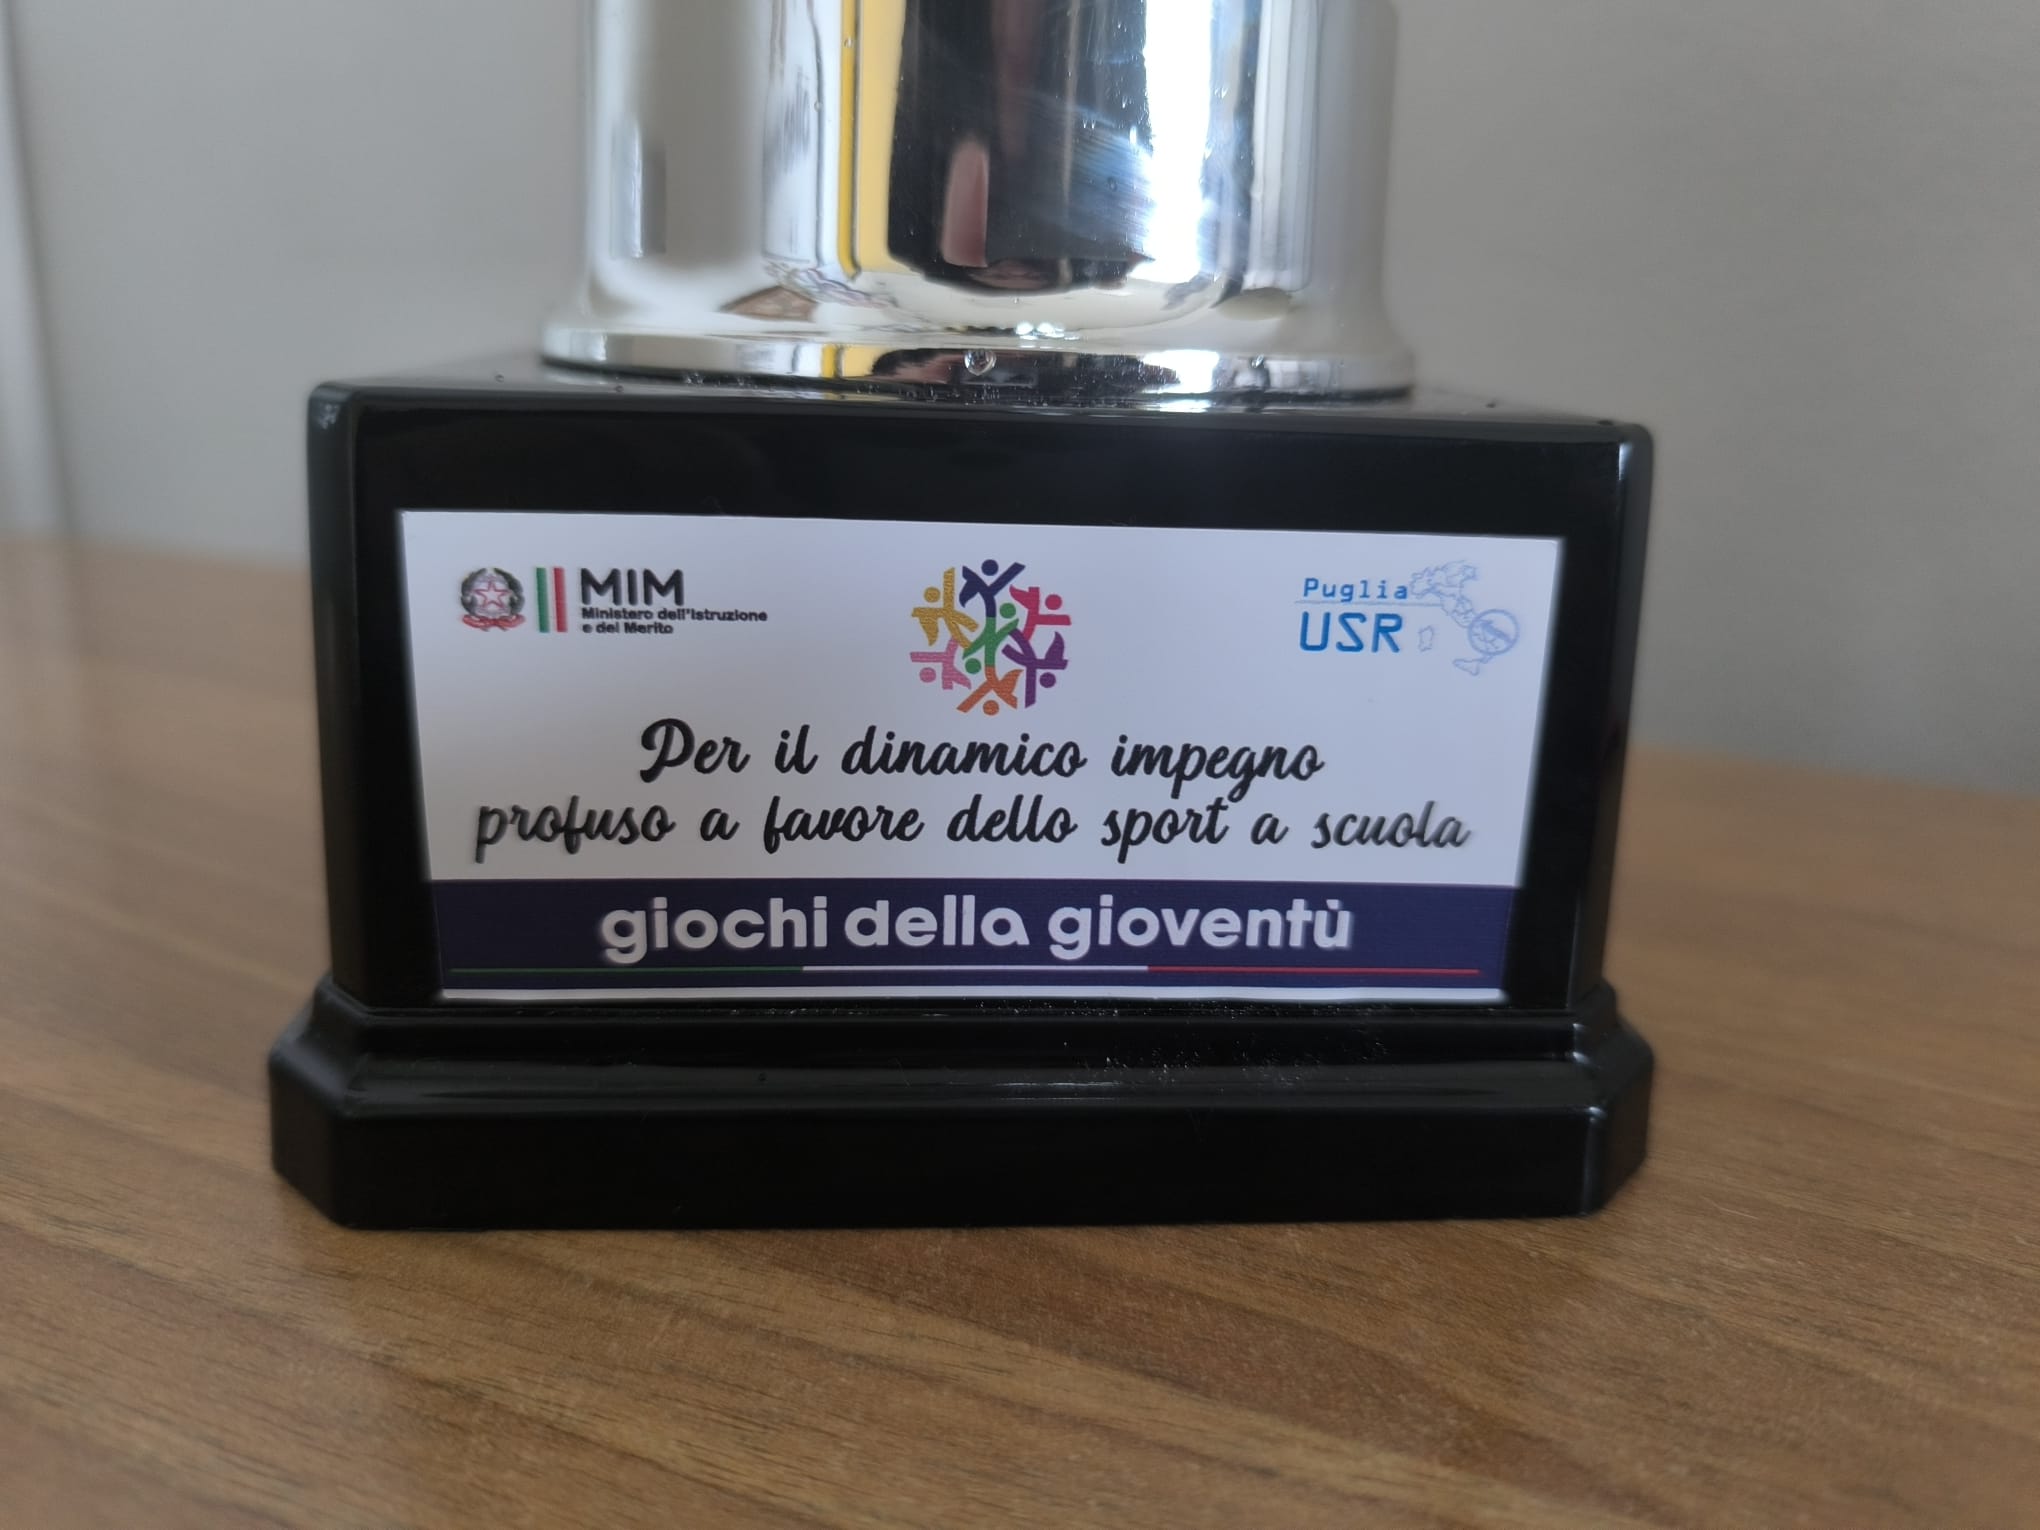 MIM
Ministero dell'Istruzione
e del Merito
Puglia
USR
Per il dinamico impegno
profuso a favore dello sport a scuola
giochi della gioventù